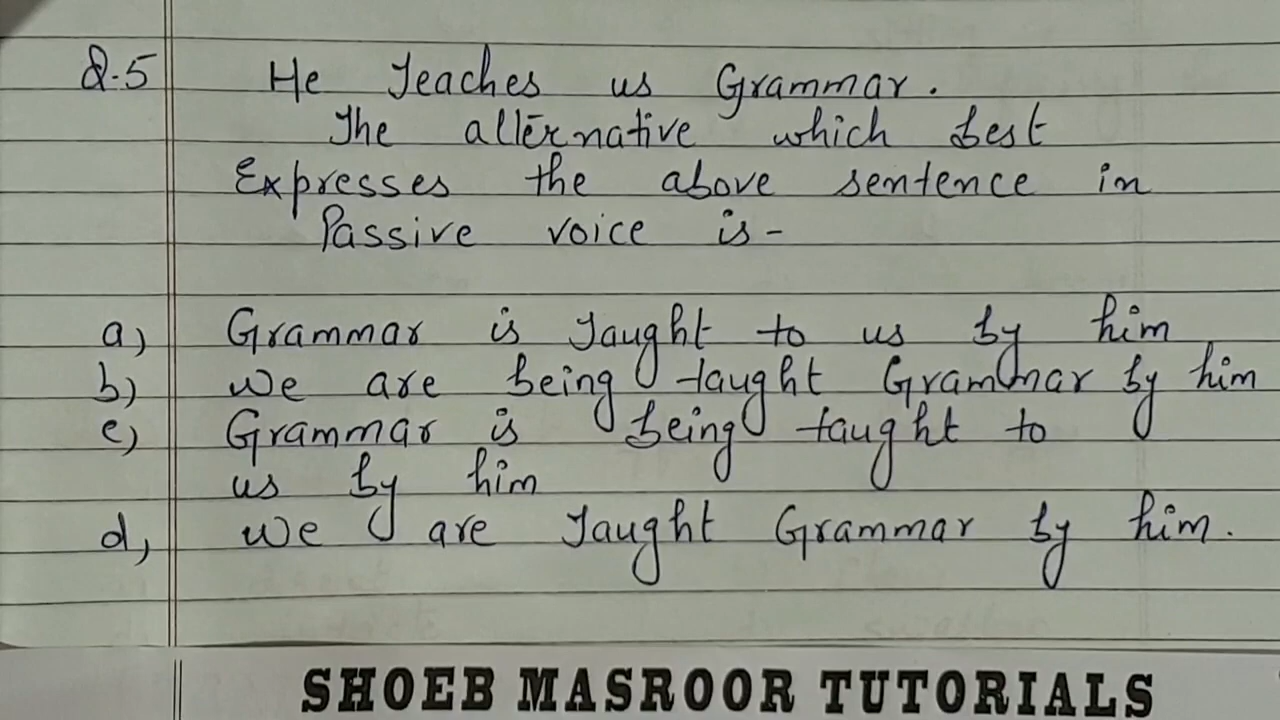 Q.5 He Teaches us Grammar.
The alternative which best
Expresses the above sentence in
Passive voice is-
a) Grammar is Taught to us by him
b) we are being taught Grammar by him
c) Grammar is being taught to
us by him
d) we are Taught Grammar by him.
SHOEB MASROOR TUTORIALS